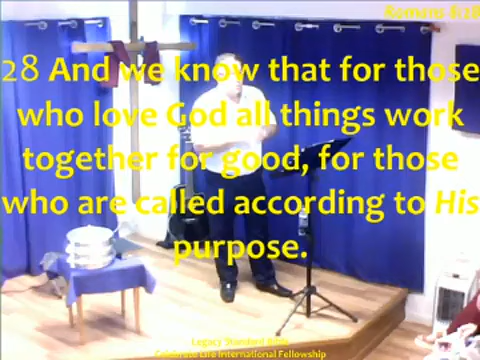 Romans 8:28
28 And we know that for those
who love God all things work
together for good, for those
who are called according to His
purpose.
Legacy Standard Bible
Celebrate Life International Fellowship